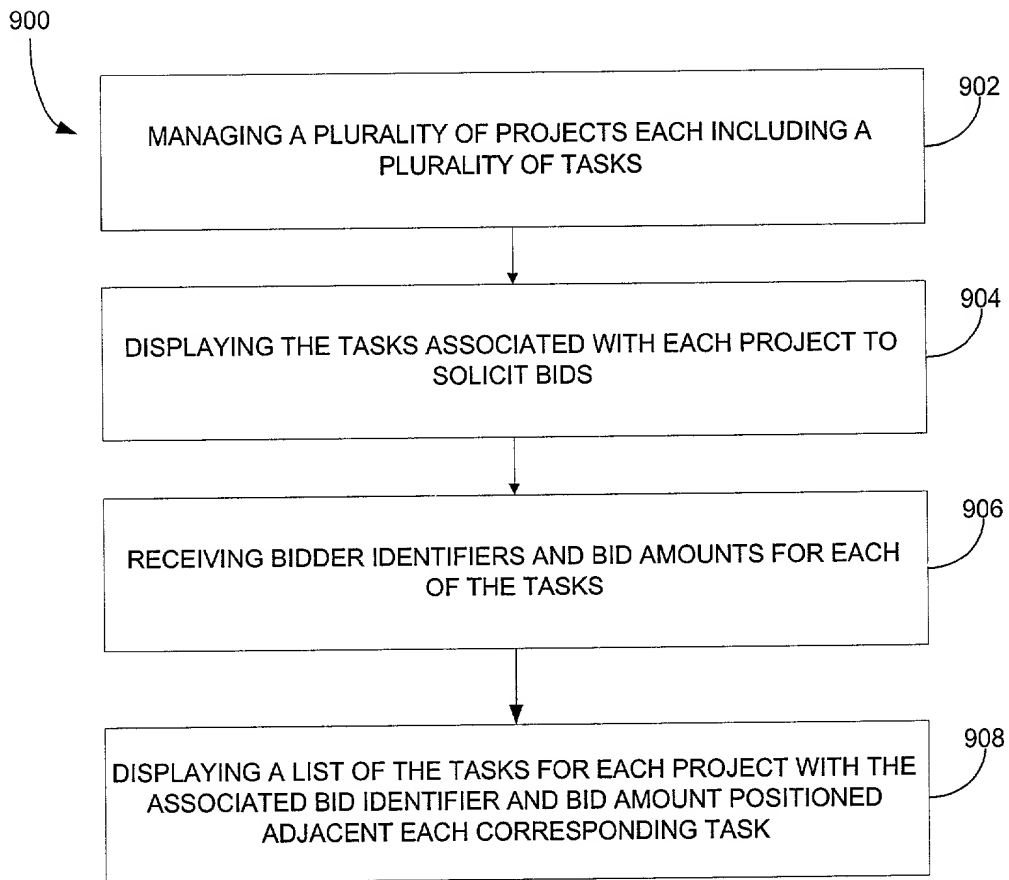 900
902
MANAGING A PLURALITY OF PROJECTS EACH INCLUDING A
PLURALITY OF TASKS
904
DISPLAYING THE TASKS ASSOCIATED WITH EACH PROJECT TO
SOLICIT BIDS
906
RECEIVING BIDDER IDENTIFIERS AND BID AMOUNTS FOR EACH
OF THE TASKS
908
DISPLAYING A LIST OF THE TASKS FOR EACH PROJECT WITH THE
ASSOCIATED BID IDENTIFIER AND BID AMOUNT POSITIONED
ADJACENT EACH CORRESPONDING TASK